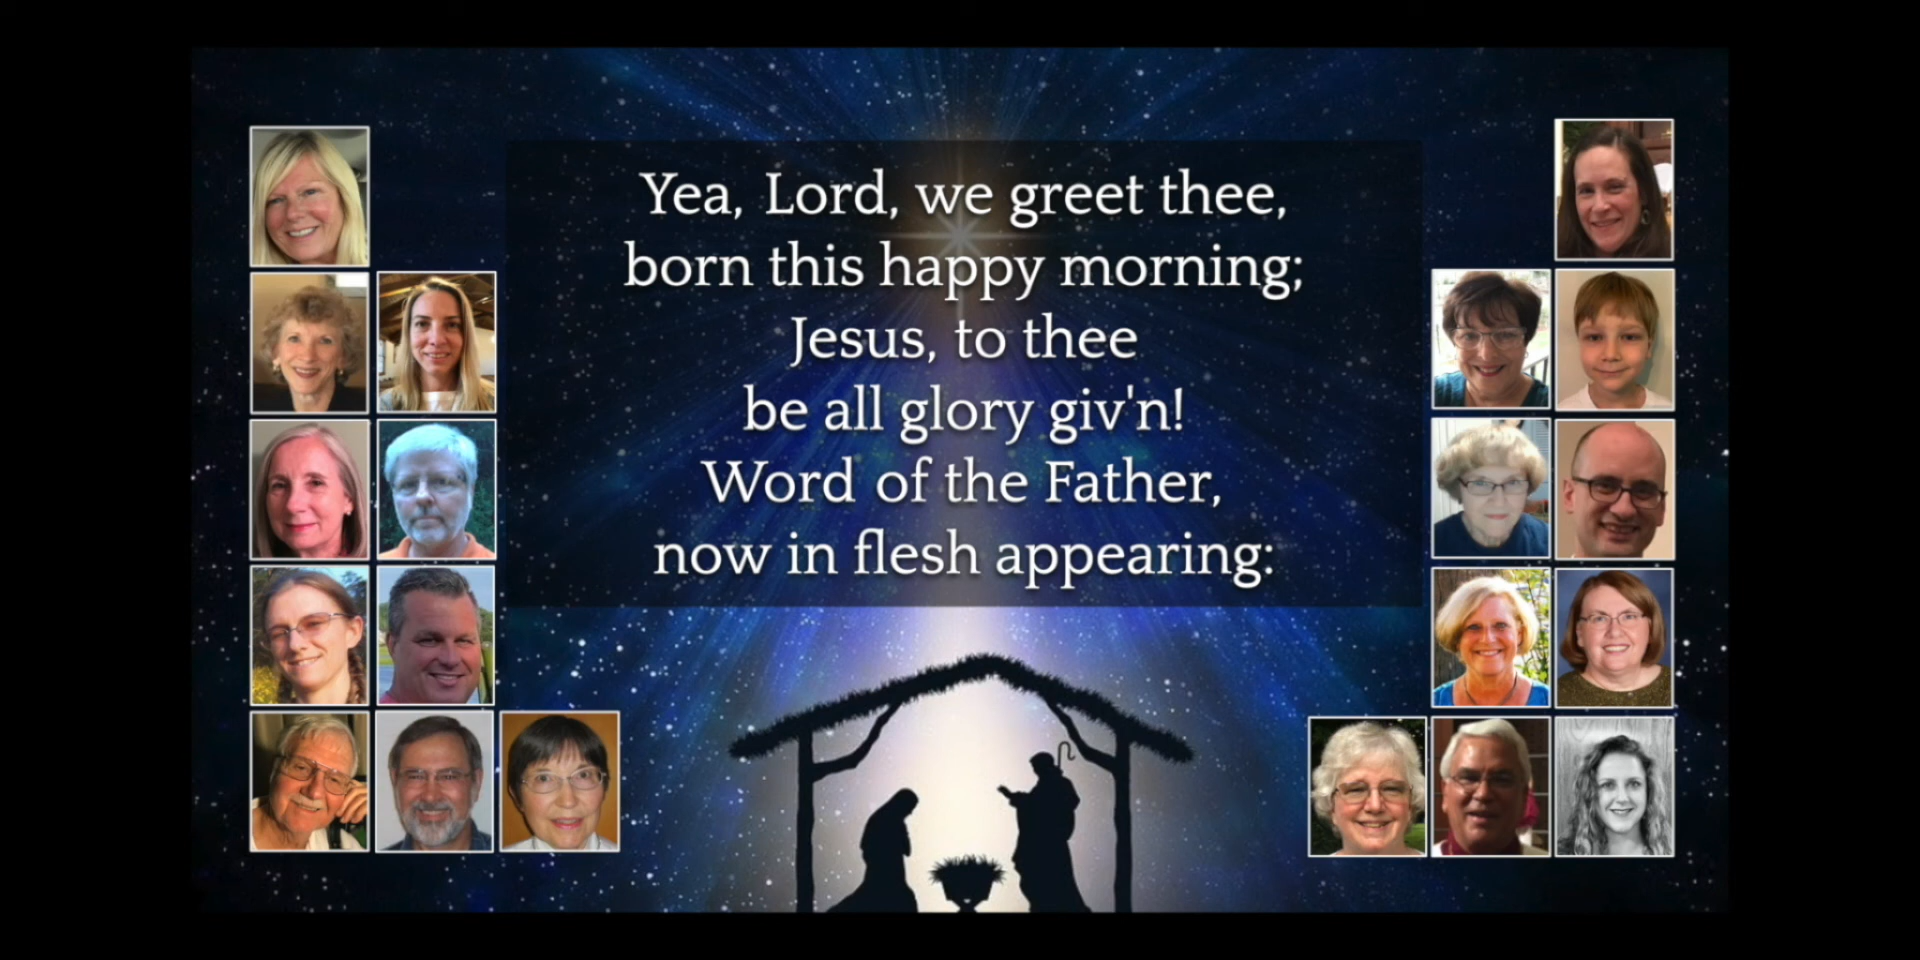 Yea, Lord, we greet thee,
born this happy morning;
Jesus, to thee
be all glory giv'n!
Word of the Father,
now in flesh appearing: